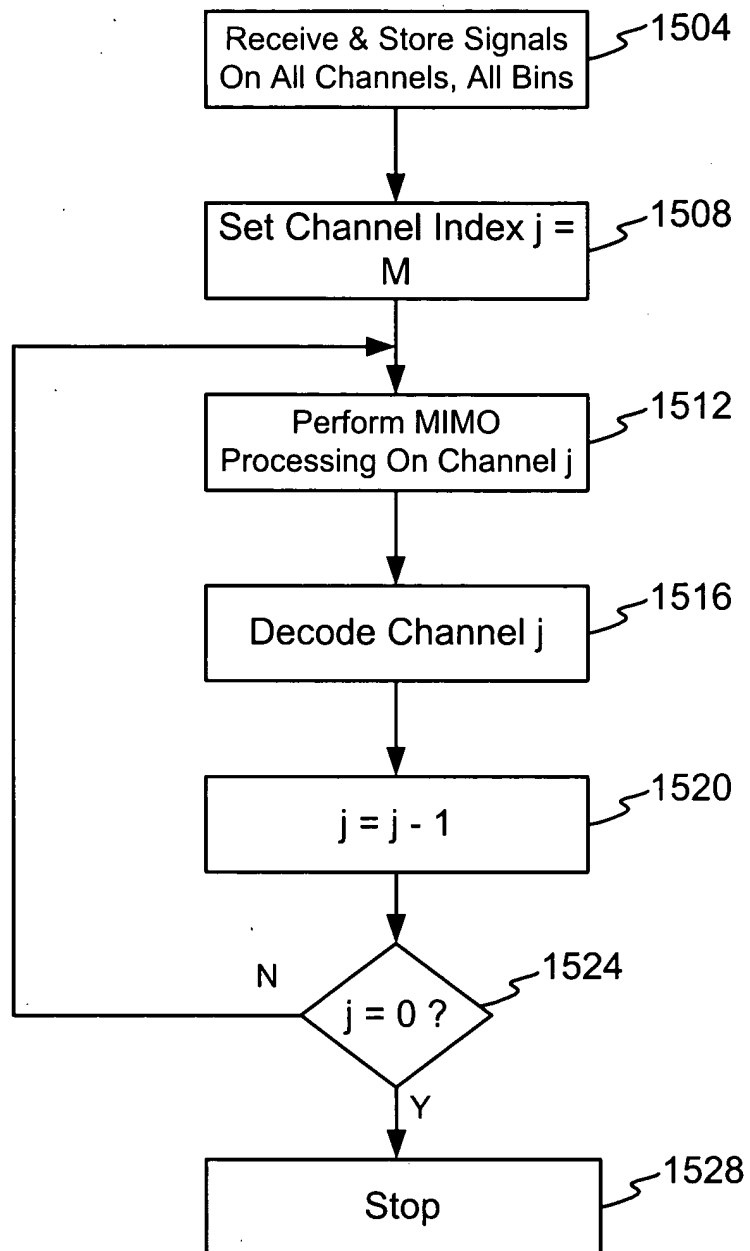 Receive & Store Signals
On All Channels, All Bins
1504
Set Channel Index j =
M
1508
Perform MIMO
Processing On Channel j
1512
Decode Channel j
1516
j = j - 1
1520
N
j = 0 ?
1524
Y
Stop
1528